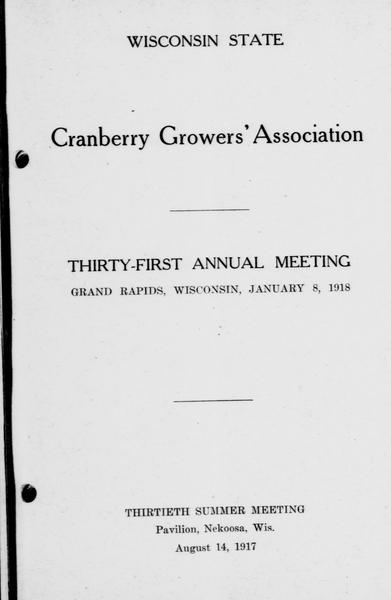 WISCONSIN STATE
Cranberry Growers' Association
THIRTY-FIRST ANNUAL MEETING
GRAND RAPIDS, WISCONSIN, JANUARY 8, 1918
THIRTIETH SUMMER MEETING
Pavilion, Nekoosa, Wis.
August 14, 1917